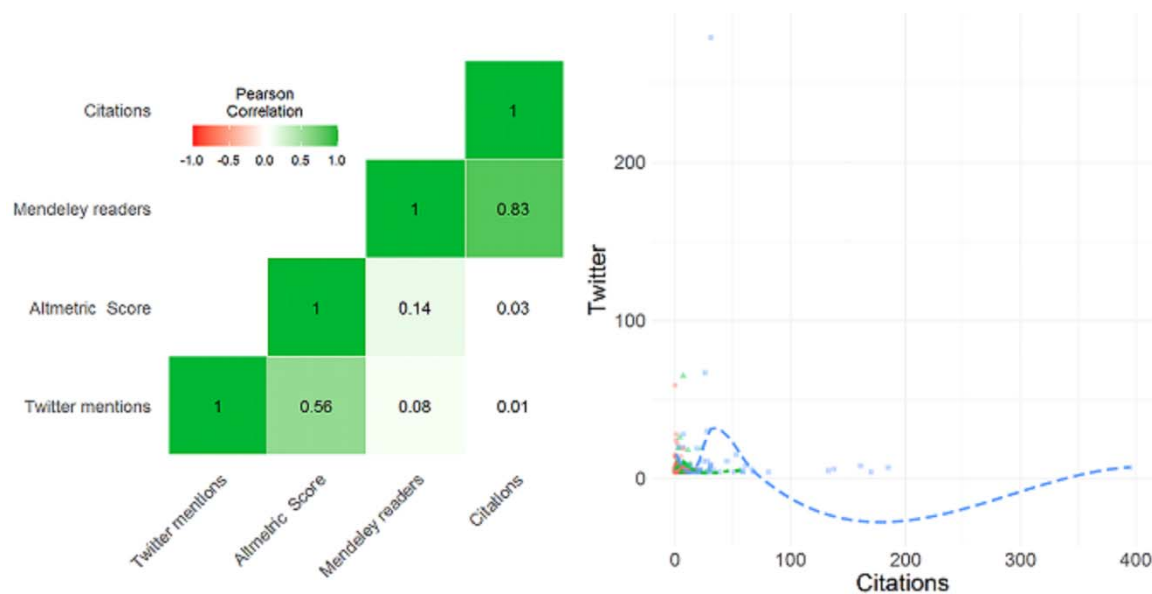 Pearson
Correlation
-1.0 -0.5 0.0 0.5 1.0
Citations
1
Mendeley readers
1 0.83
Altmetric Score
1 0.14 0.03
Twitter mentions
1 0.56 0.08 0.01
Twitter mentions
Altmetric Score
Mendeley readers
Citations
Twitter
200
100
0
0 100 200 300 400
Citations